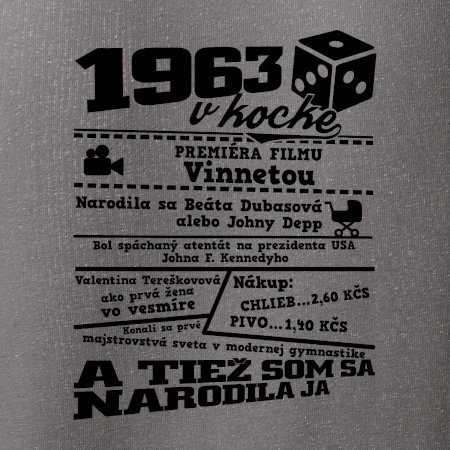 1963
v kocke
PREMIÉRA FILMU
Vinnetou
Narodila sa Beáta Dubasová
alebo Johny Depp
Bol spáchaný atentát na prezidenta USA
Johna F. Kennedyho
Valentina Tereškovová
ako prvá žena
vo vesmíre
Nákup:
CHLIEB...2,60 KČS
PIVO...1,40 KČS
Konali sa prvé
majstrovstvá sveta v modernej gymnastike
A TIEŽ SOM SA
NARODILA JA